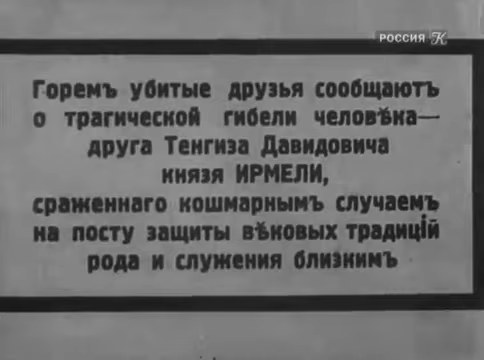 РОССИЯ К
Горемъ убитые друзья сообщаютъ
о трагической гибели человѣка—
друга Тенгиза Давидовича
князя ИРМЕЛИ,
сраженнаго кошмарнымъ случаемъ
на посту защиты вѣковых традицій
рода и служения близкимъ